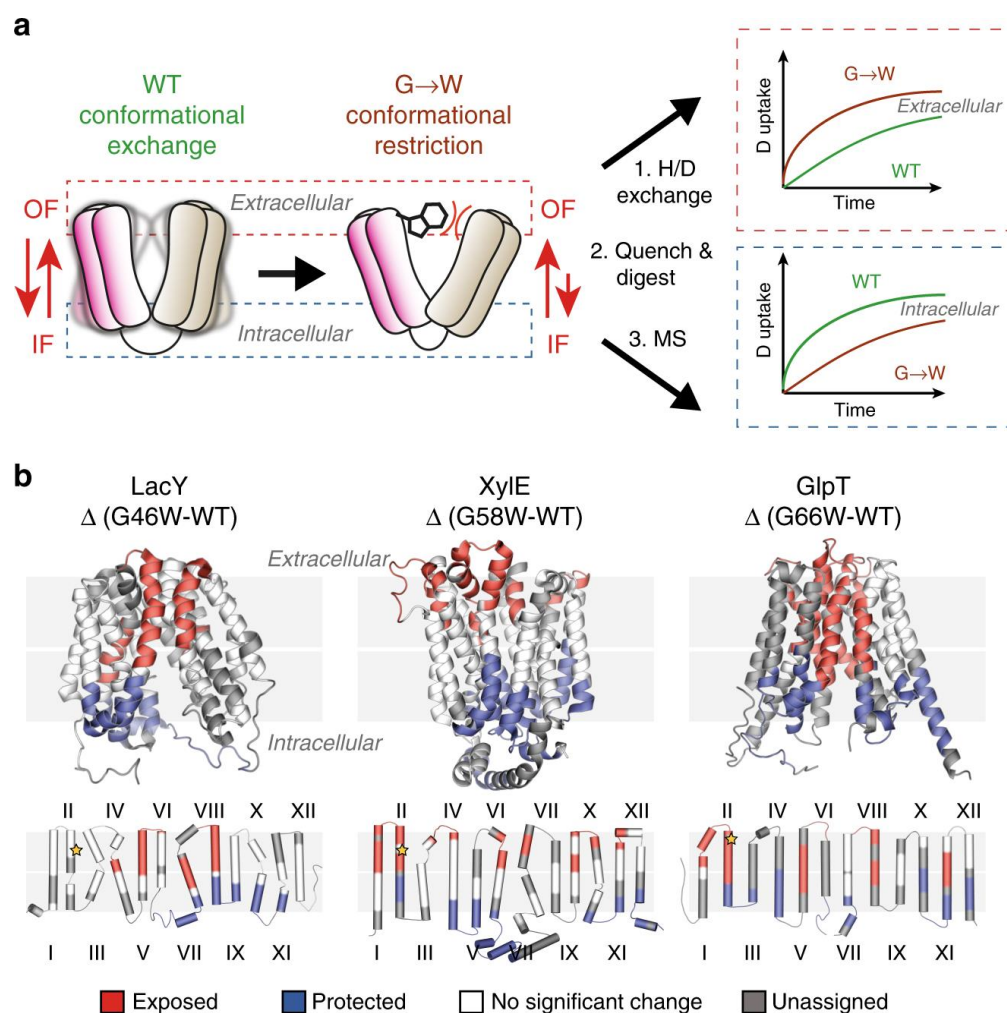 a
WT
conformational
exchange
G→W
conformational
restriction
OF
IF
Extracellular
Intracellular
OF
IF
1. H/D
exchange
2. Quench &
digest
3. MS
D uptake
G→W
Extracellular
WT
Time
D uptake
WT
Intracellular
G→W
Time
b
LacY
Δ (G46W-WT)
XylE
Δ (G58W-WT)
GlpT
Δ (G66W-WT)
Extracellular
Intracellular
II IV VI VIII X XII
I III V VII IX XI
II IV VI VII X XII
I III V VII IX XI
II IV VI VIII X XII
I III V VII IX XI
Exposed
Protected
No significant change
Unassigned